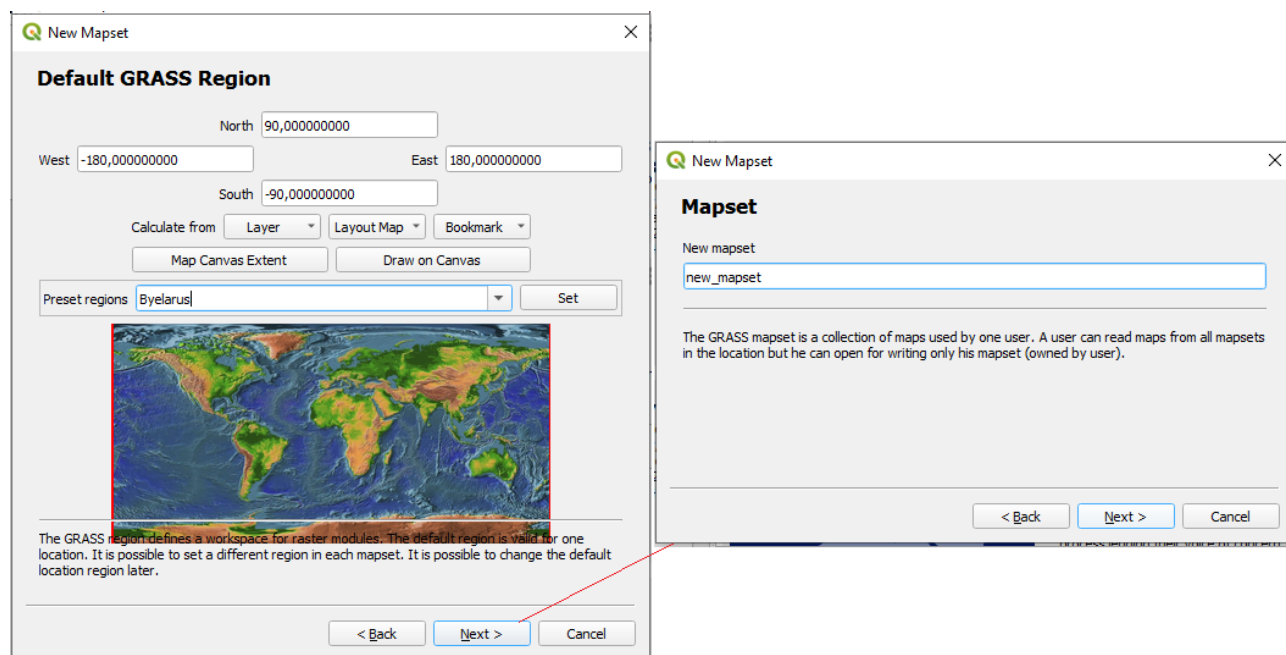 New Mapset
Default GRASS Region
North 90,000000000
West -180,000000000 East 180,000000000
South -90,000000000
Calculate from Layer Layout Map Bookmark
Map Canvas Extent Draw on Canvas
Preset regions Byelarus Set
The GRASS region defines a workspace for raster modules. The default region is valid for one
location. It is possible to set a different region in each mapset. It is possible to change the default
location region later.
< Back Next > Cancel
New Mapset
Mapset
New mapset
new_mapset
The GRASS mapset is a collection of maps used by one user. A user can read maps from all mapsets
in the location but he can open for writing only his mapset (owned by user).
< Back Next > Cancel